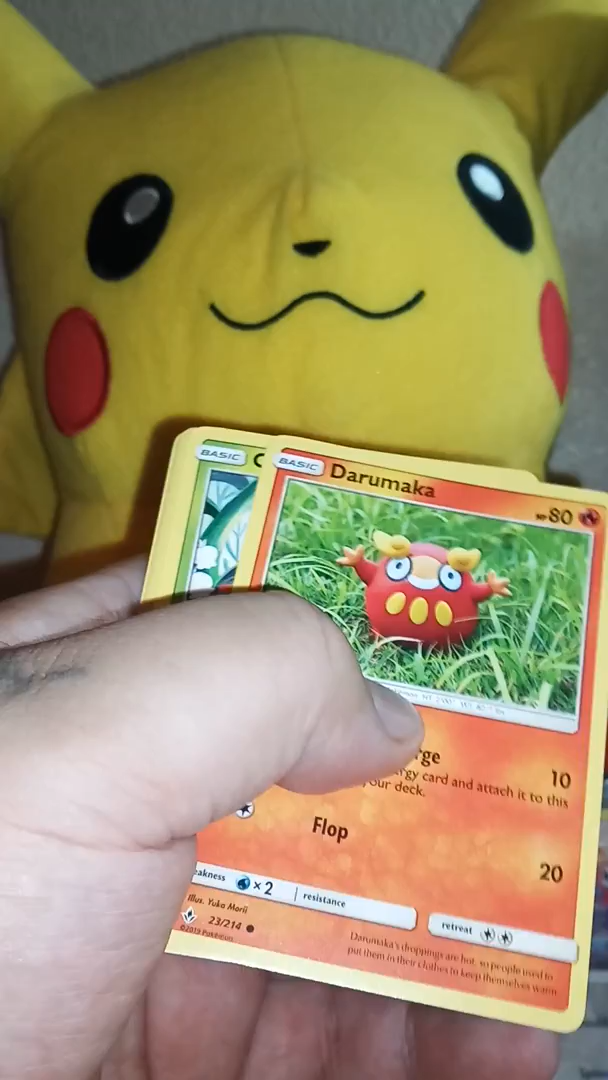 BASIC C
BASIC Darumaka HP 80
rge 10
rgy card and attach it to this
our deck.
Flop 20
eakness ×2 resistance
retreat
Illus. Yuka Morii
23/214
©2019 Pokémon
Darumaka's droppings are hot, so people used to
put them in their clothes to keep themselves warm.